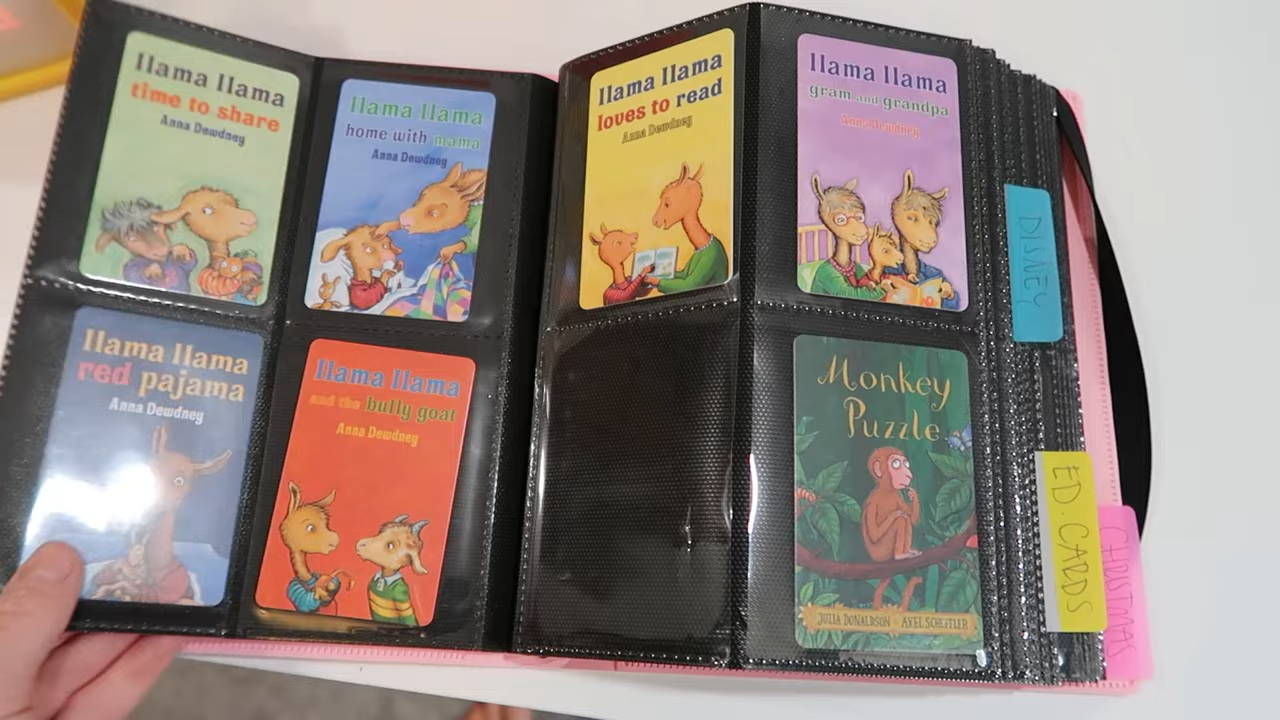 llama llama
time to share
Anna Dewdney
llama llama
home with mama
Anna Dewdney
llama llama
loves to read
Anna Dewdney
llama llama
gram and grandpa
Anna Dewdney
llama llama
red pajama
Anna Dewdney
llama llama
and the bully goat
Anna Dewdney
Monkey
Puzzle
JULIA DONALDSON AXEL SCHEFFLER
DISNEY
ED. CARDS
CHRISTMAS